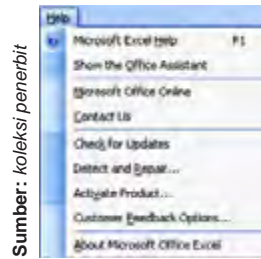 Sumber: koleksi penerbit
Help
Microsoft Excel Help F1
Show the Office Assistant
Microsoft Office Online
Contact Us
Check for Updates
Detect and Repair...
Activate Product...
Customer Feedback Options...
About Microsoft Office Excel